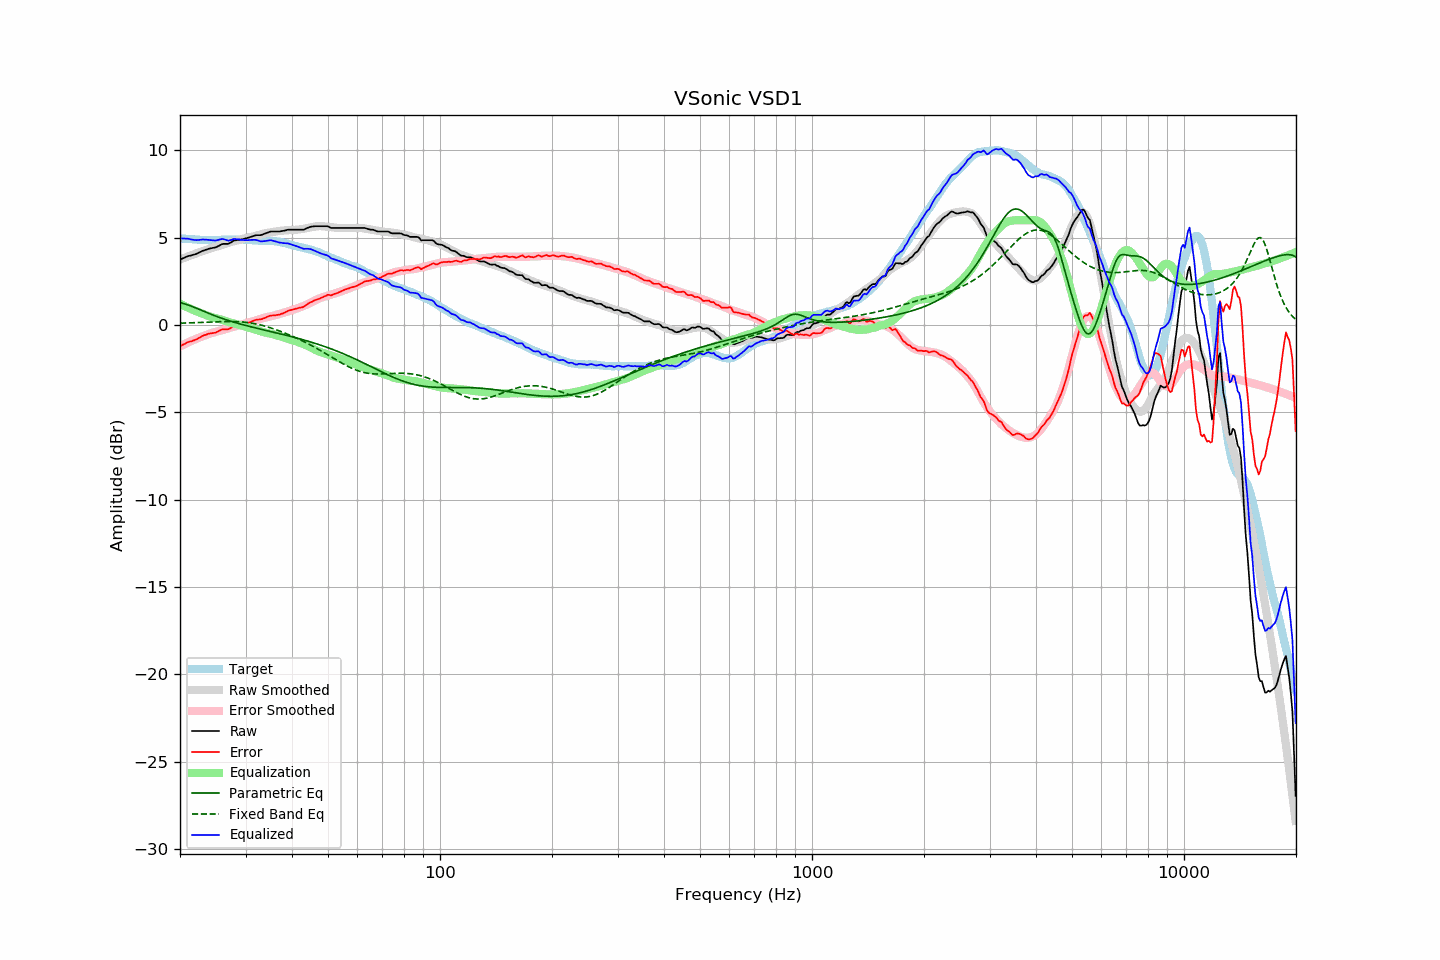 VSonic VSD1
10
5
0
−5
−10
−15
−20
−25
−30
Amplitude (dBr)
Target
Raw Smoothed
Error Smoothed
Raw
Error
Equalization
Parametric Eq
Fixed Band Eq
Equalized
100 1000 10000
Frequency (Hz)